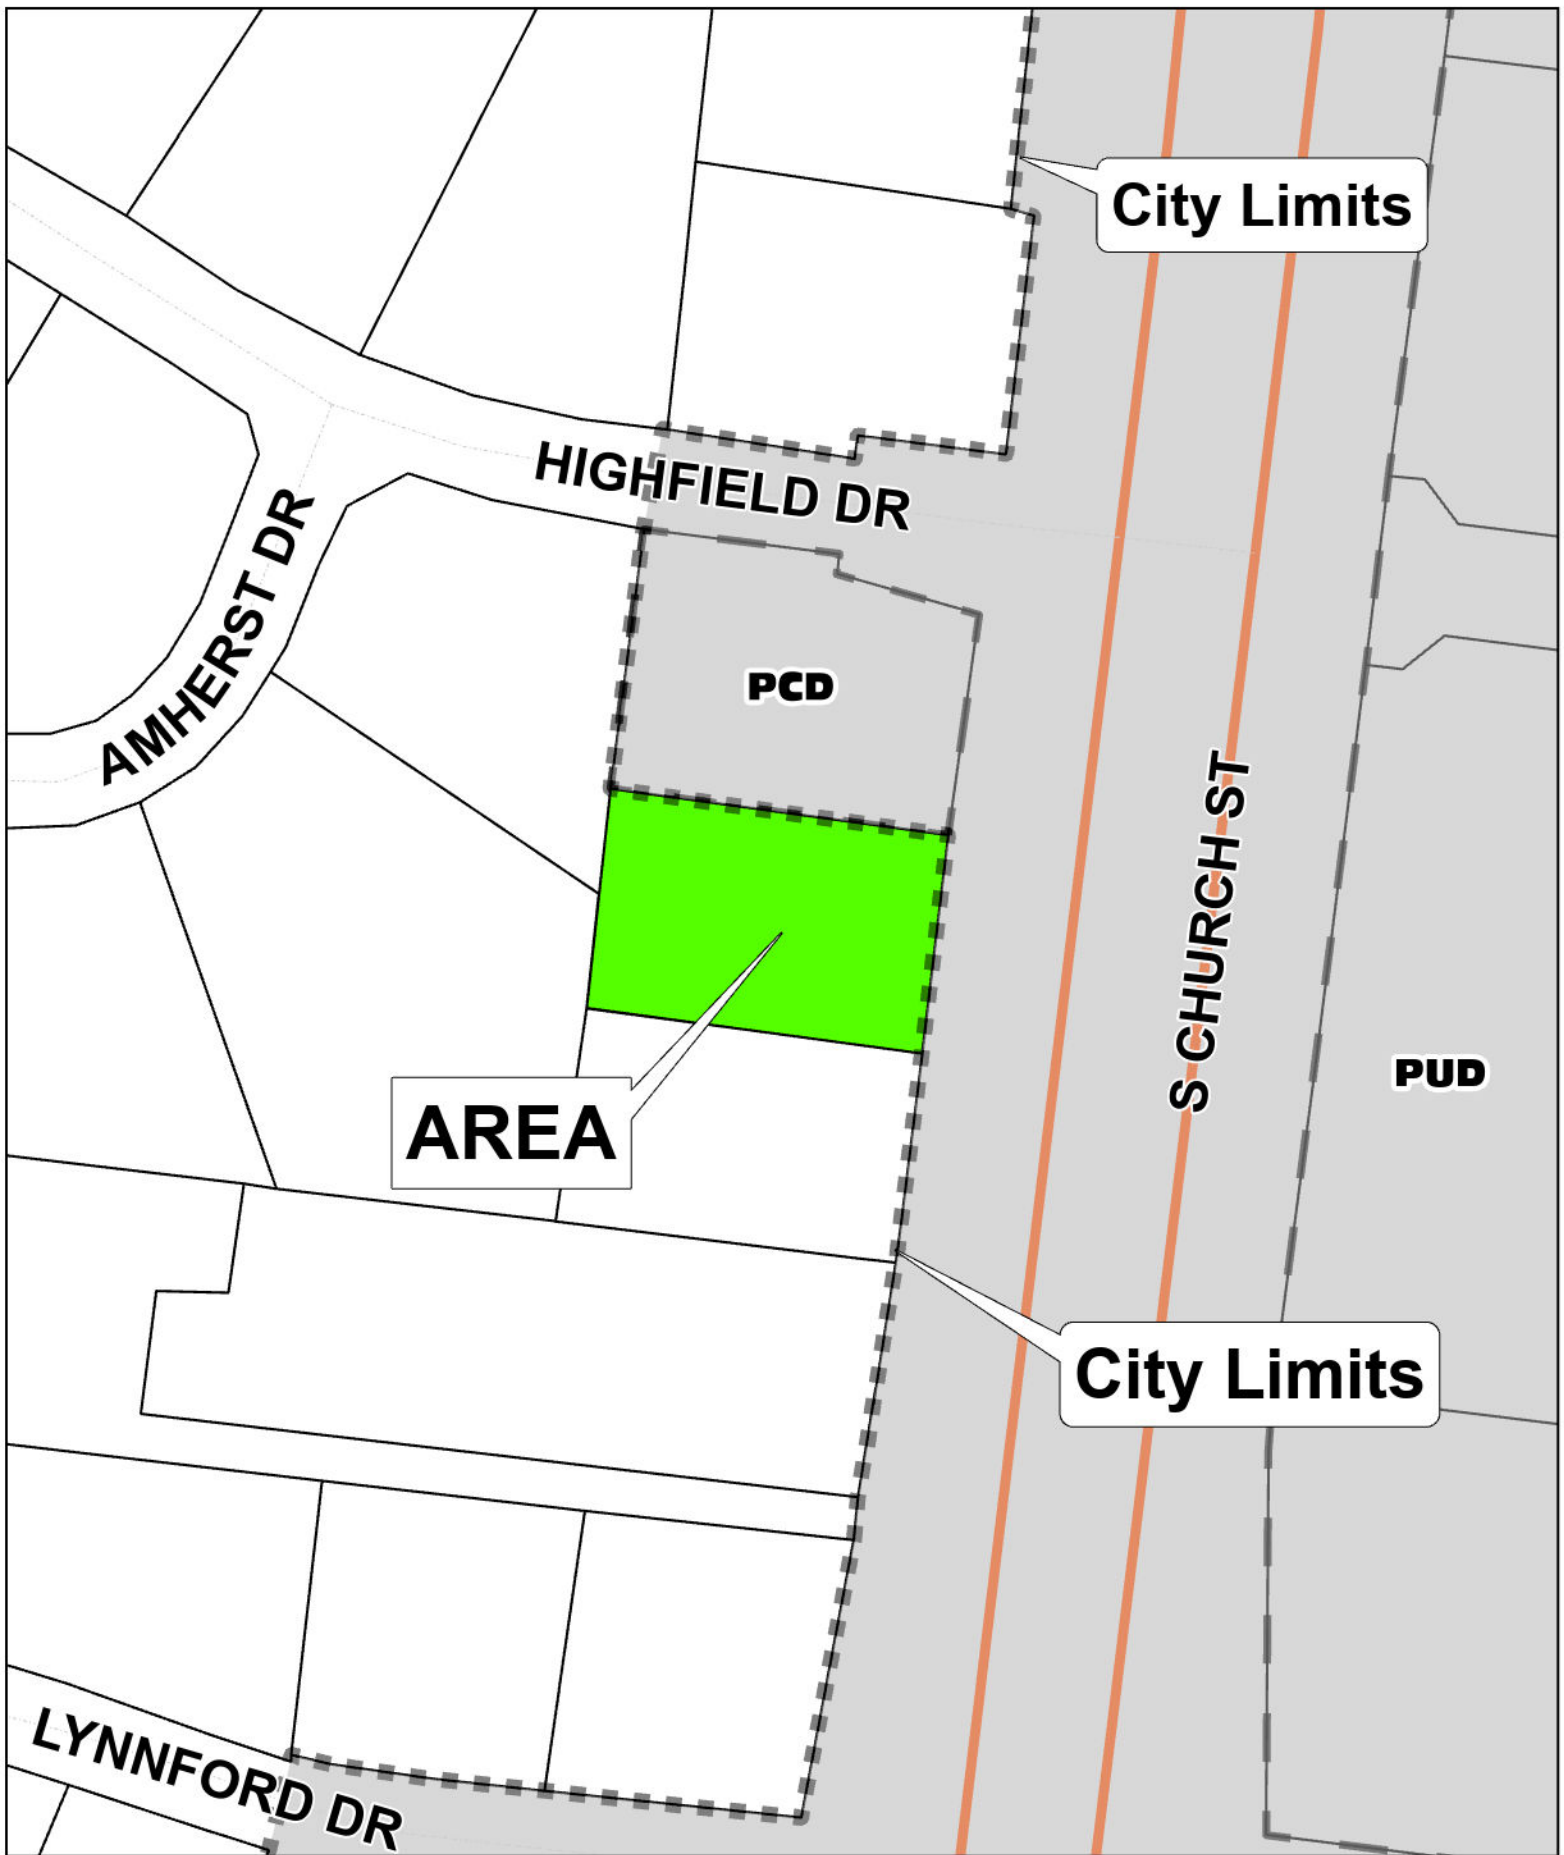 City Limits
HIGHFIELD DR
AMHERST DR
PCD
S CHURCH ST
PUD
AREA
City Limits
LYNNFORD DR